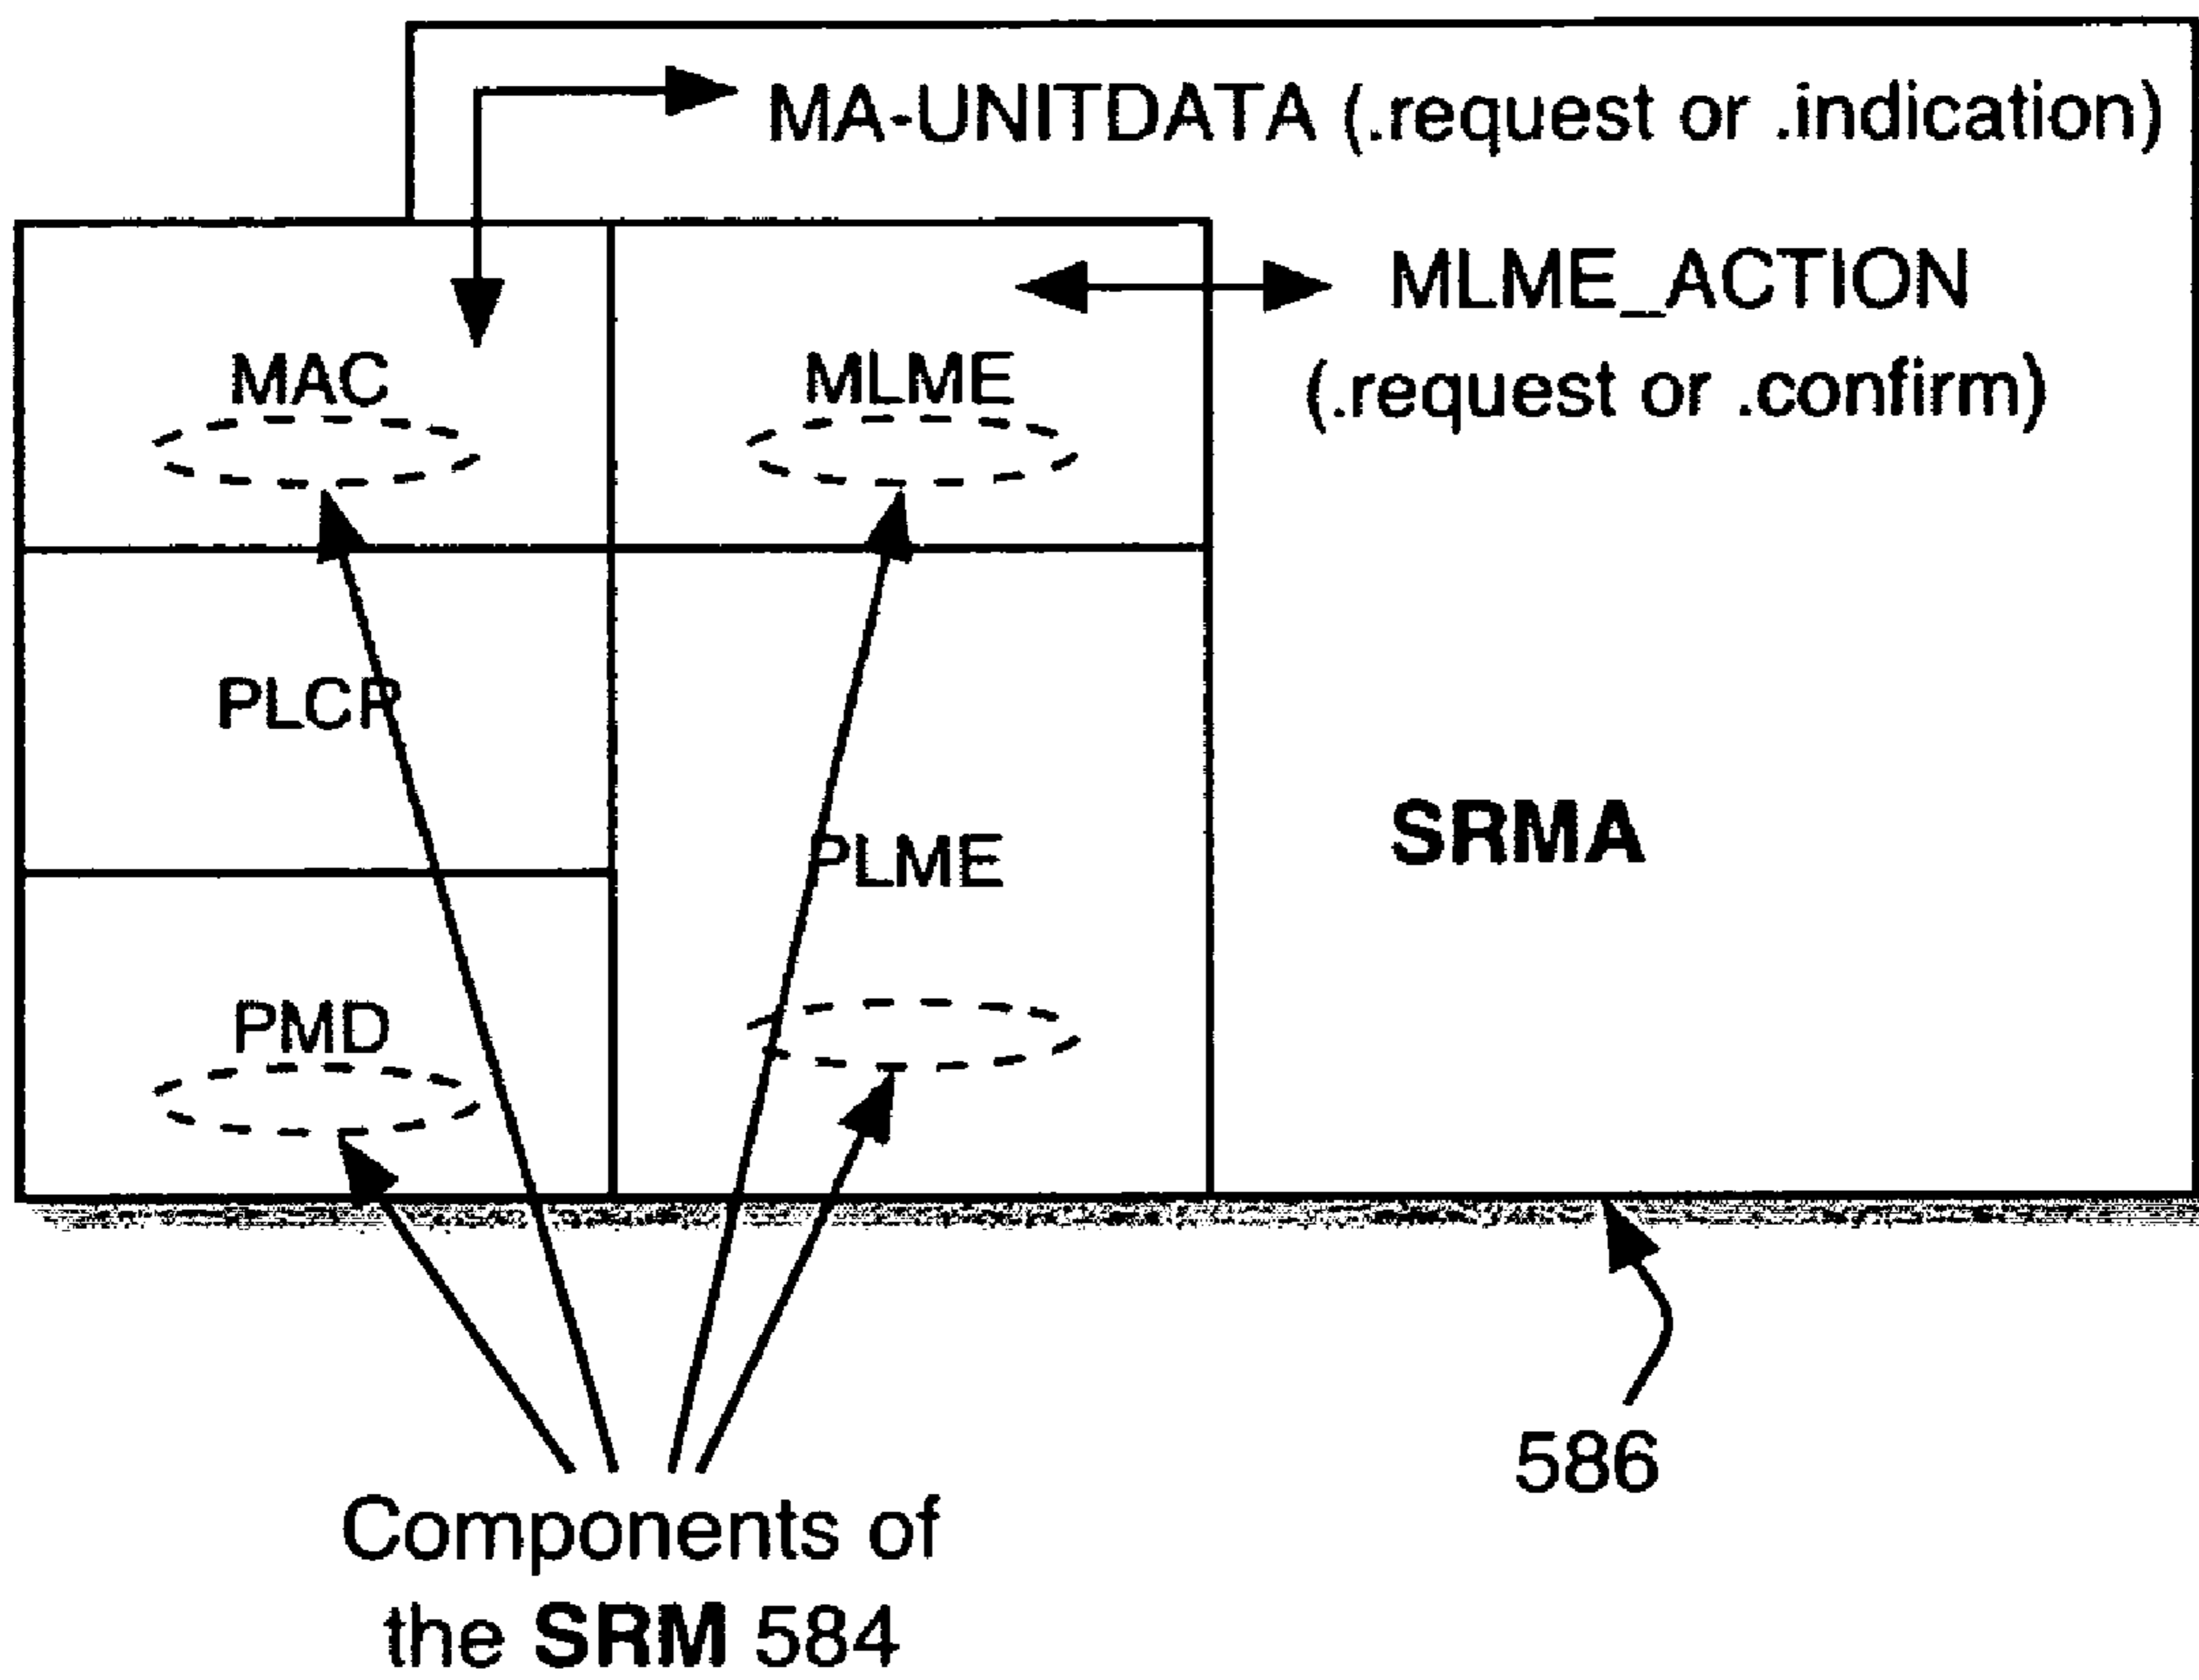 MA-UNITDATA (.request or .indication)
MLME_ACTION
(.request or .confirm)
MAC
MLME
PLCP
PLME
SRMA
PMD
586
Components of
the SRM 584